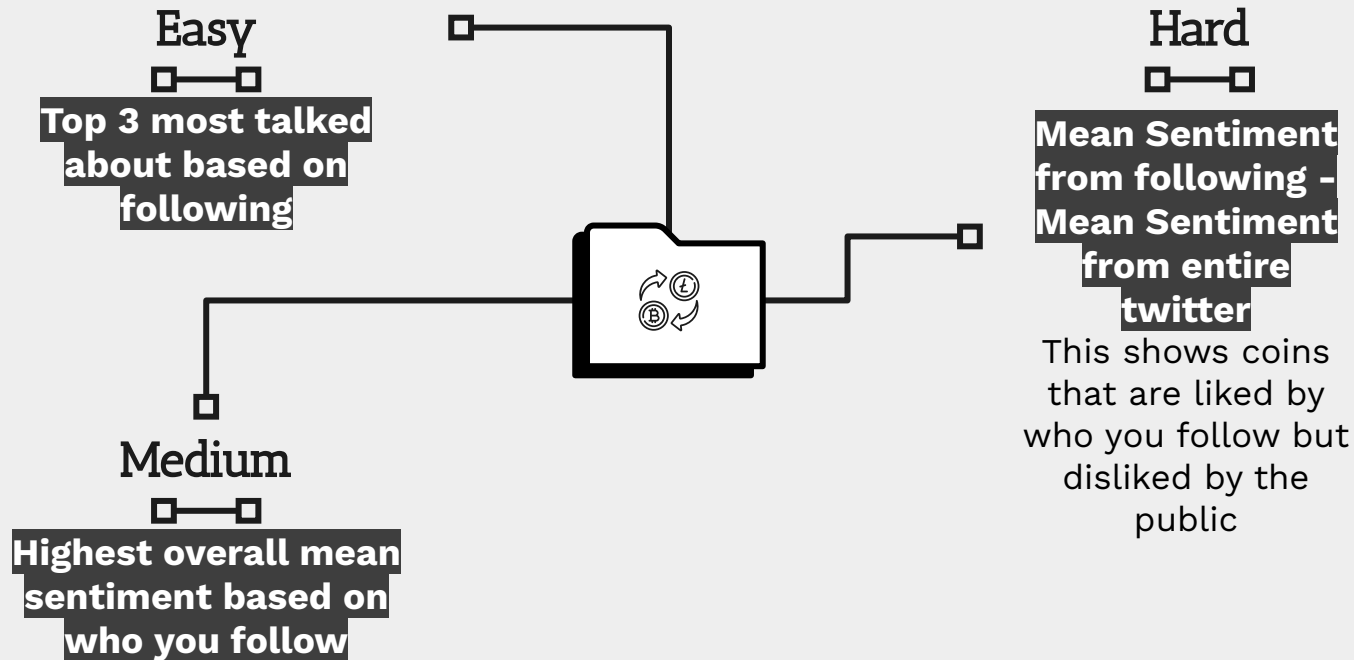 Easy
Top 3 most talked
about based on
following
Medium
Highest overall mean
sentiment based on
who you follow
Hard
Mean Sentiment
from following -
Mean Sentiment
from entire
twitter
This shows coins
that are liked by
who you follow but
disliked by the
public